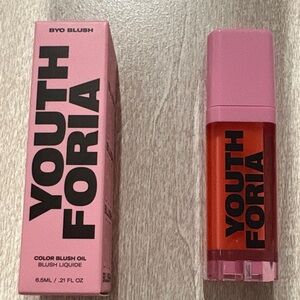 BYO BLUSH
YOUTH
FORIA
COLOR BLUSH OIL
BLUSH LIQUIDE
6.5ML / .21 FL OZ
YOUTH
FORIA